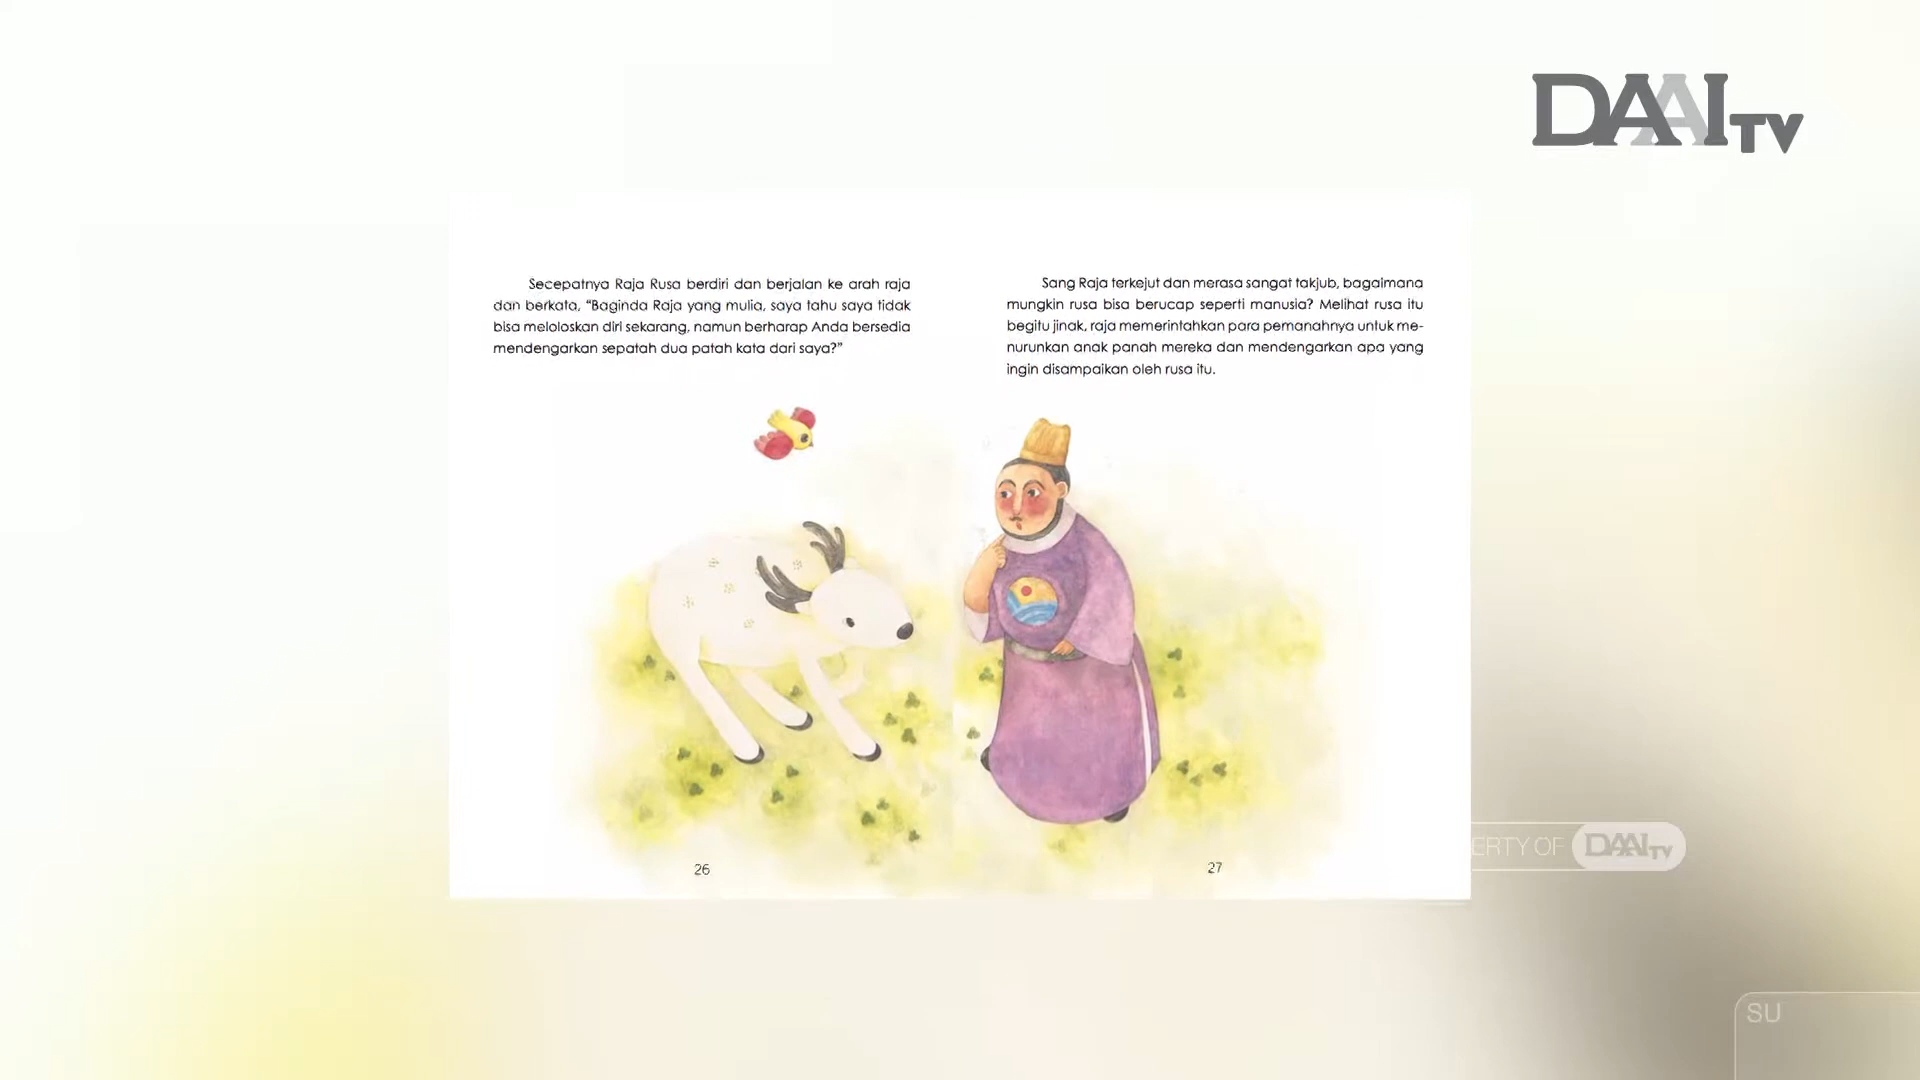 DAAI TV
Secepatnya Raja Rusa berdiri dan berjalan ke arah raja
dan berkata, “Baginda Raja yang mulia, saya tahu saya tidak
bisa meloloskan diri sekarang, namun berharap Anda bersedia
mendengarkan sepatah dua patah kata dari saya?”
Sang Raja terkejut dan merasa sangat takjub, bagaimana
mungkin rusa bisa berucap seperti manusia? Melihat rusa itu
begitu jinak, raja memerintahkan para pemanahnya untuk me-
nurunkan anak panah mereka dan mendengarkan apa yang
ingin disampaikan oleh rusa itu.
26
27
ERTY OF DAAI TV
SU